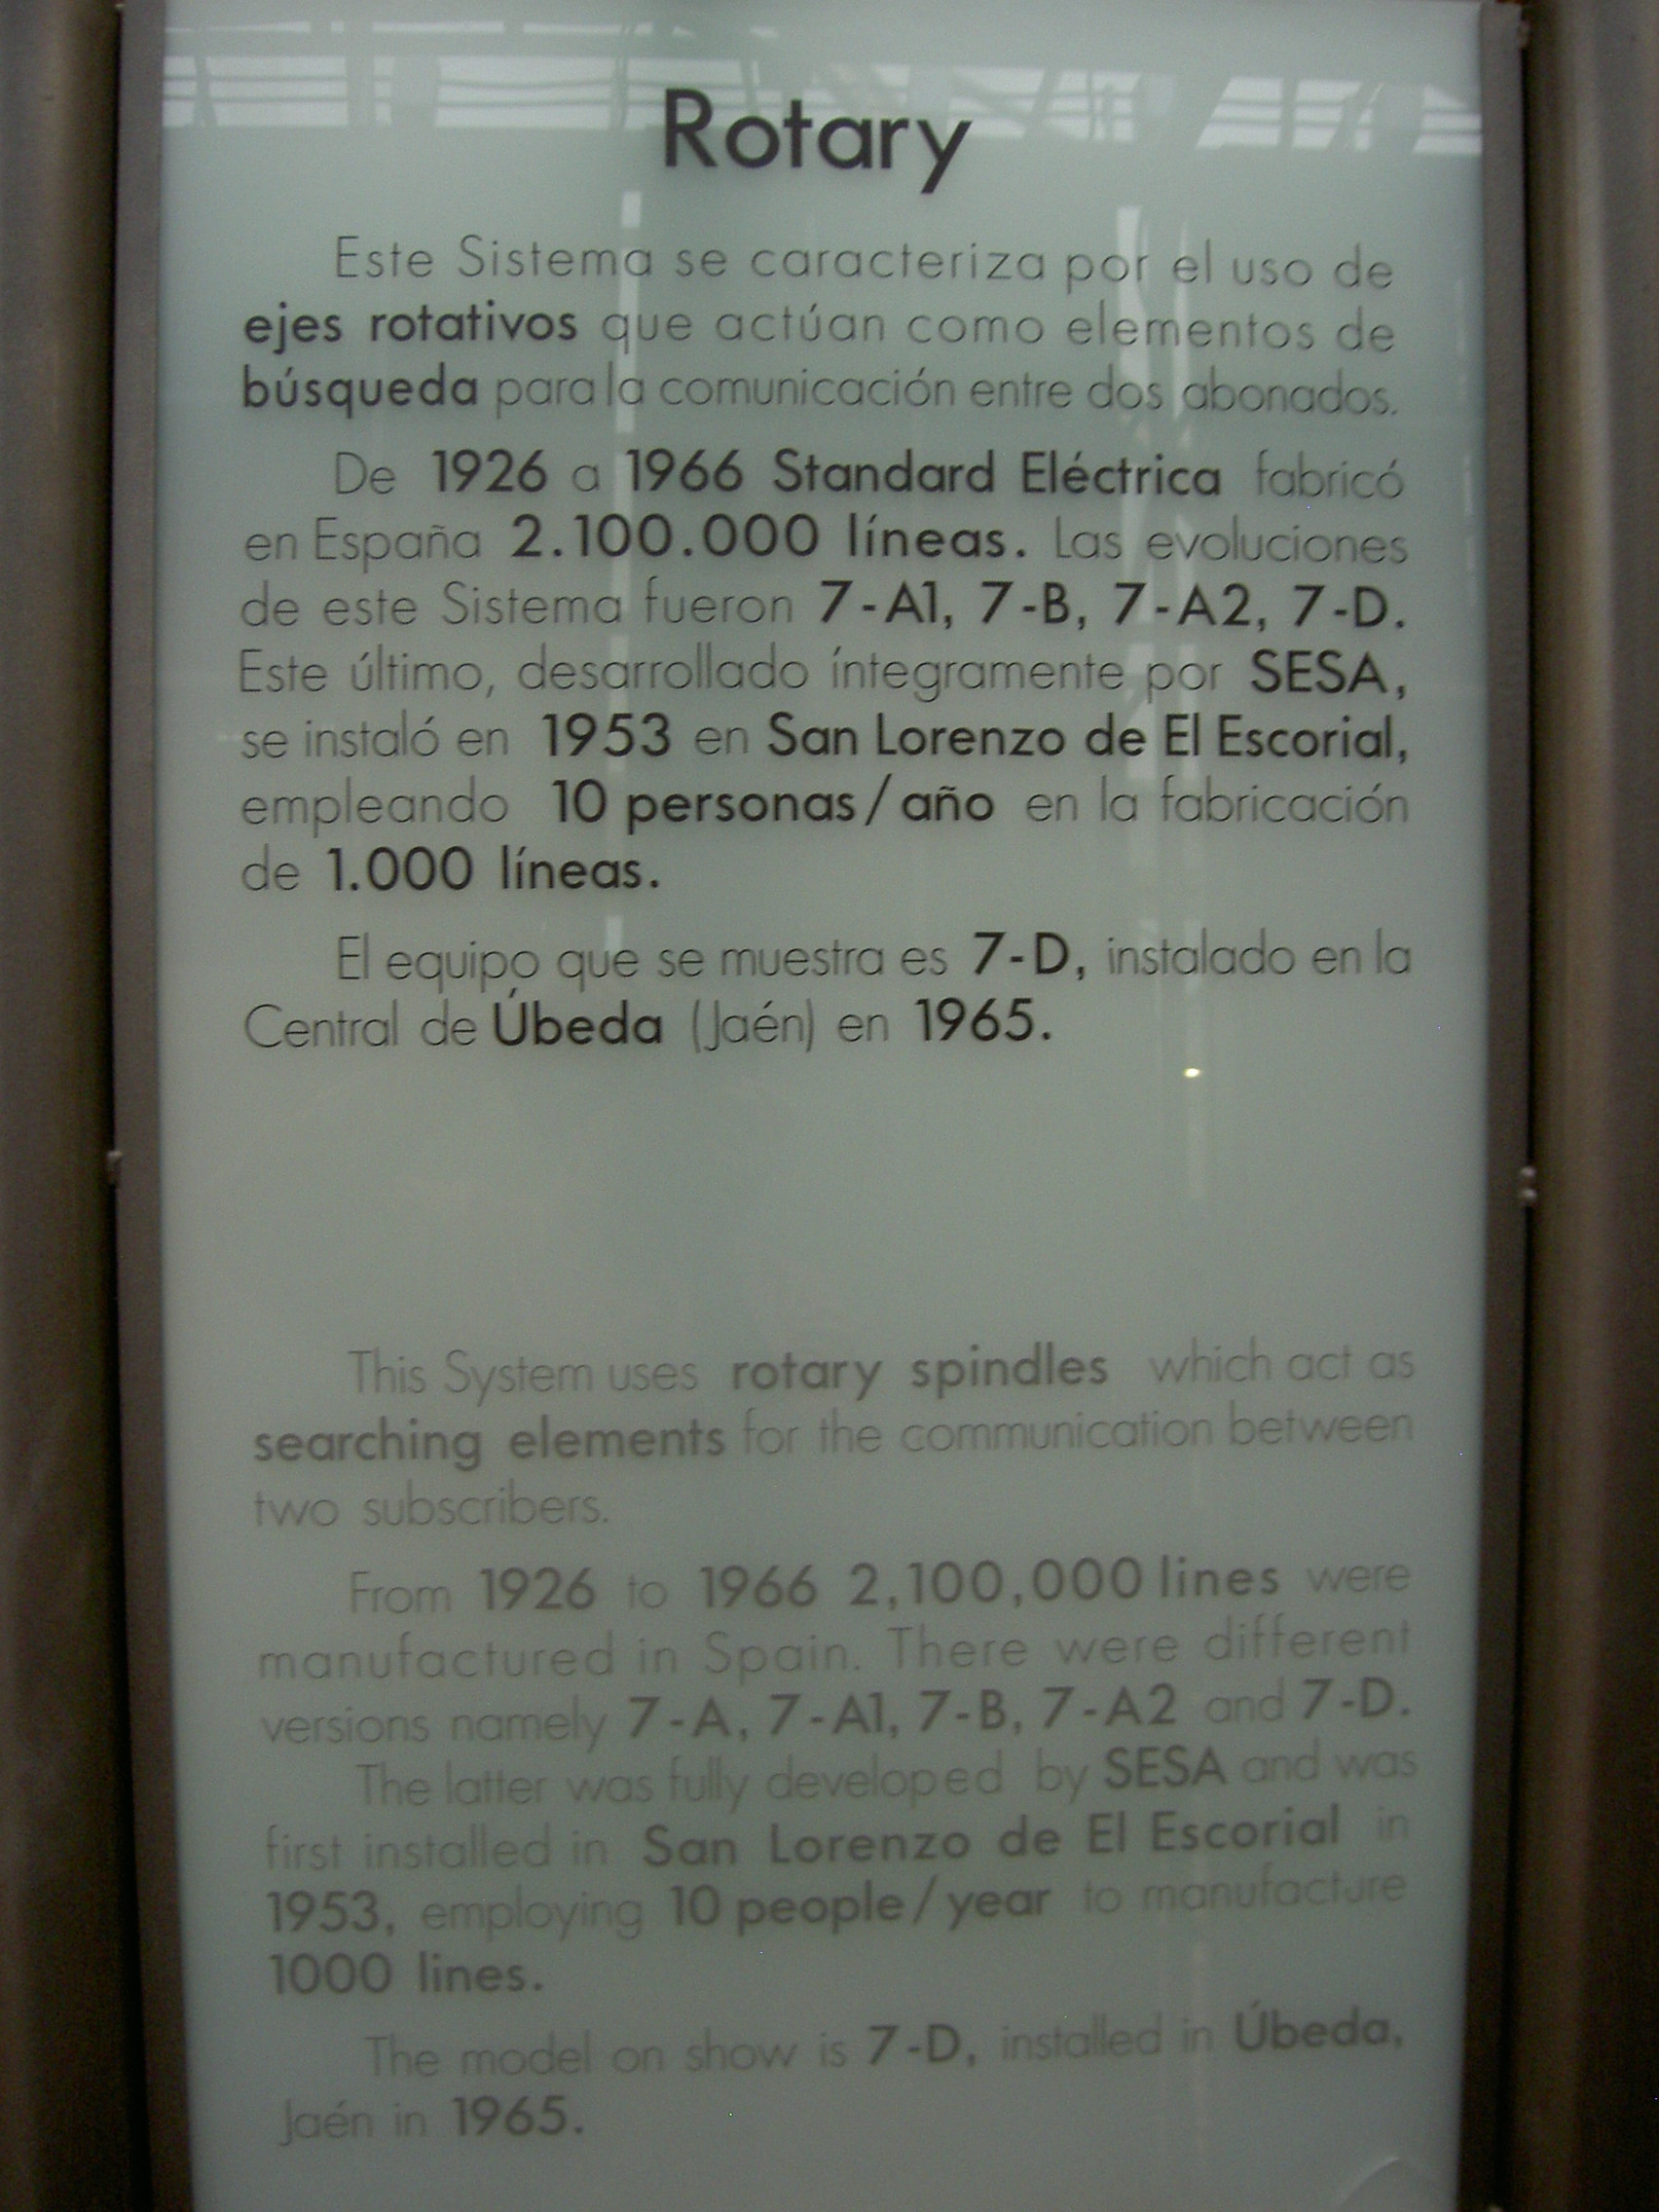 Rotary
Este Sistema se caracteriza por el uso de
ejes rotativos que actúan como elementos de
búsqueda para la comunicación entre dos abonados.
De 1926 a 1966 Standard Eléctrica fabricó
en España 2.100.000 líneas. Las evoluciones
de este Sistema fueron 7-A1, 7-B, 7-A2, 7-D.
Este último, desarrollado íntegramente por SESA,
se instaló en 1953 en San Lorenzo de El Escorial,
empleando 10 personas/año en la fabricación
de 1.000 líneas.
El equipo que se muestra es 7-D, instalado en la
Central de Úbeda (Jaén) en 1965.
This System uses rotary spindles which act as
searching elements for the communication between
two subscribers.
From 1926 to 1966 2,100,000 lines were
manufactured in Spain. There were different
versions namely 7-A, 7-A1, 7-B, 7-A2 and 7-D.
The latter was fully developed by SESA and was
first installed in San Lorenzo de El Escorial in
1953, employing 10 people/year to manufacture
1000 lines.
The model on show is 7-D, installed in Úbeda,
Jaén in 1965.